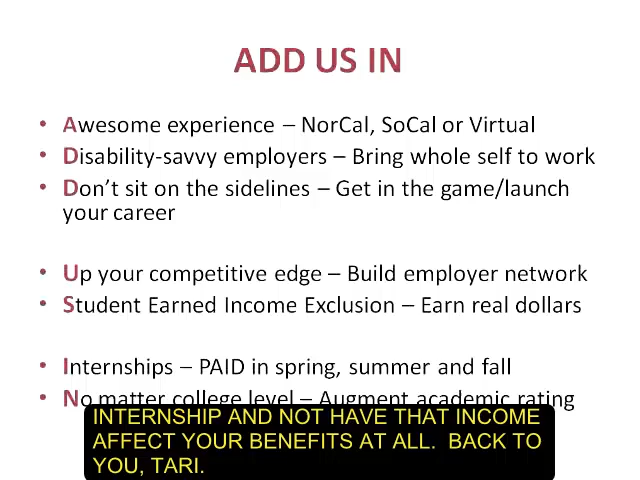 ADD US IN
• Awesome experience – NorCal, SoCal or Virtual
• Disability-savvy employers – Bring whole self to work
• Don't sit on the sidelines – Get in the game/launch
your career
• Up your competitive edge – Build employer network
• Student Earned Income Exclusion – Earn real dollars
• Internships – PAID in spring, summer and fall
• No matter college level – Augment academic rating
INTERNSHIP AND NOT HAVE THAT INCOME
AFFECT YOUR BENEFITS AT ALL.  BACK TO
YOU, TARI.